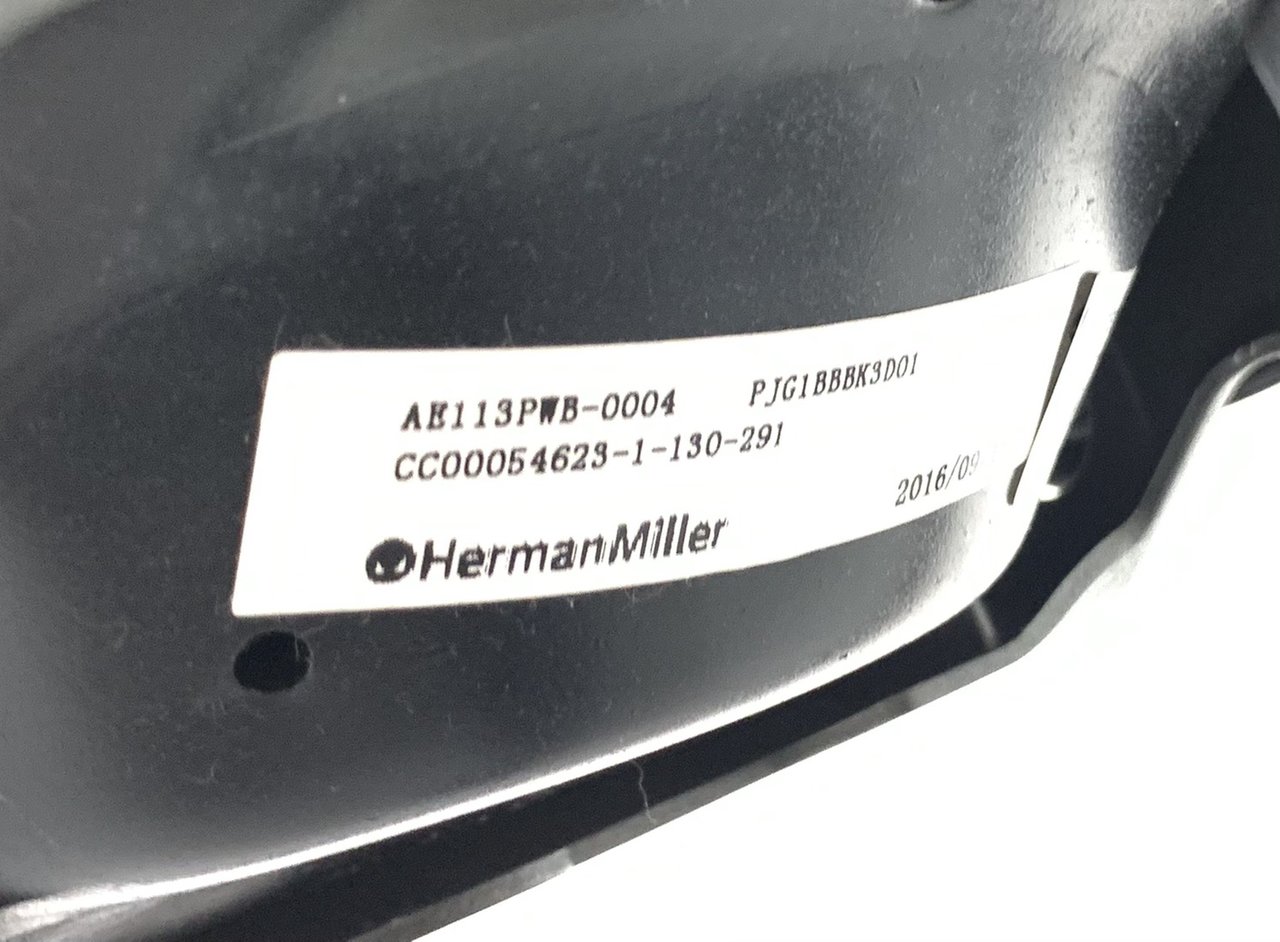 AE113PWB-0004 PJG1BBBK3D01
CC00054623-1-130-291
2016/09
HermanMiller